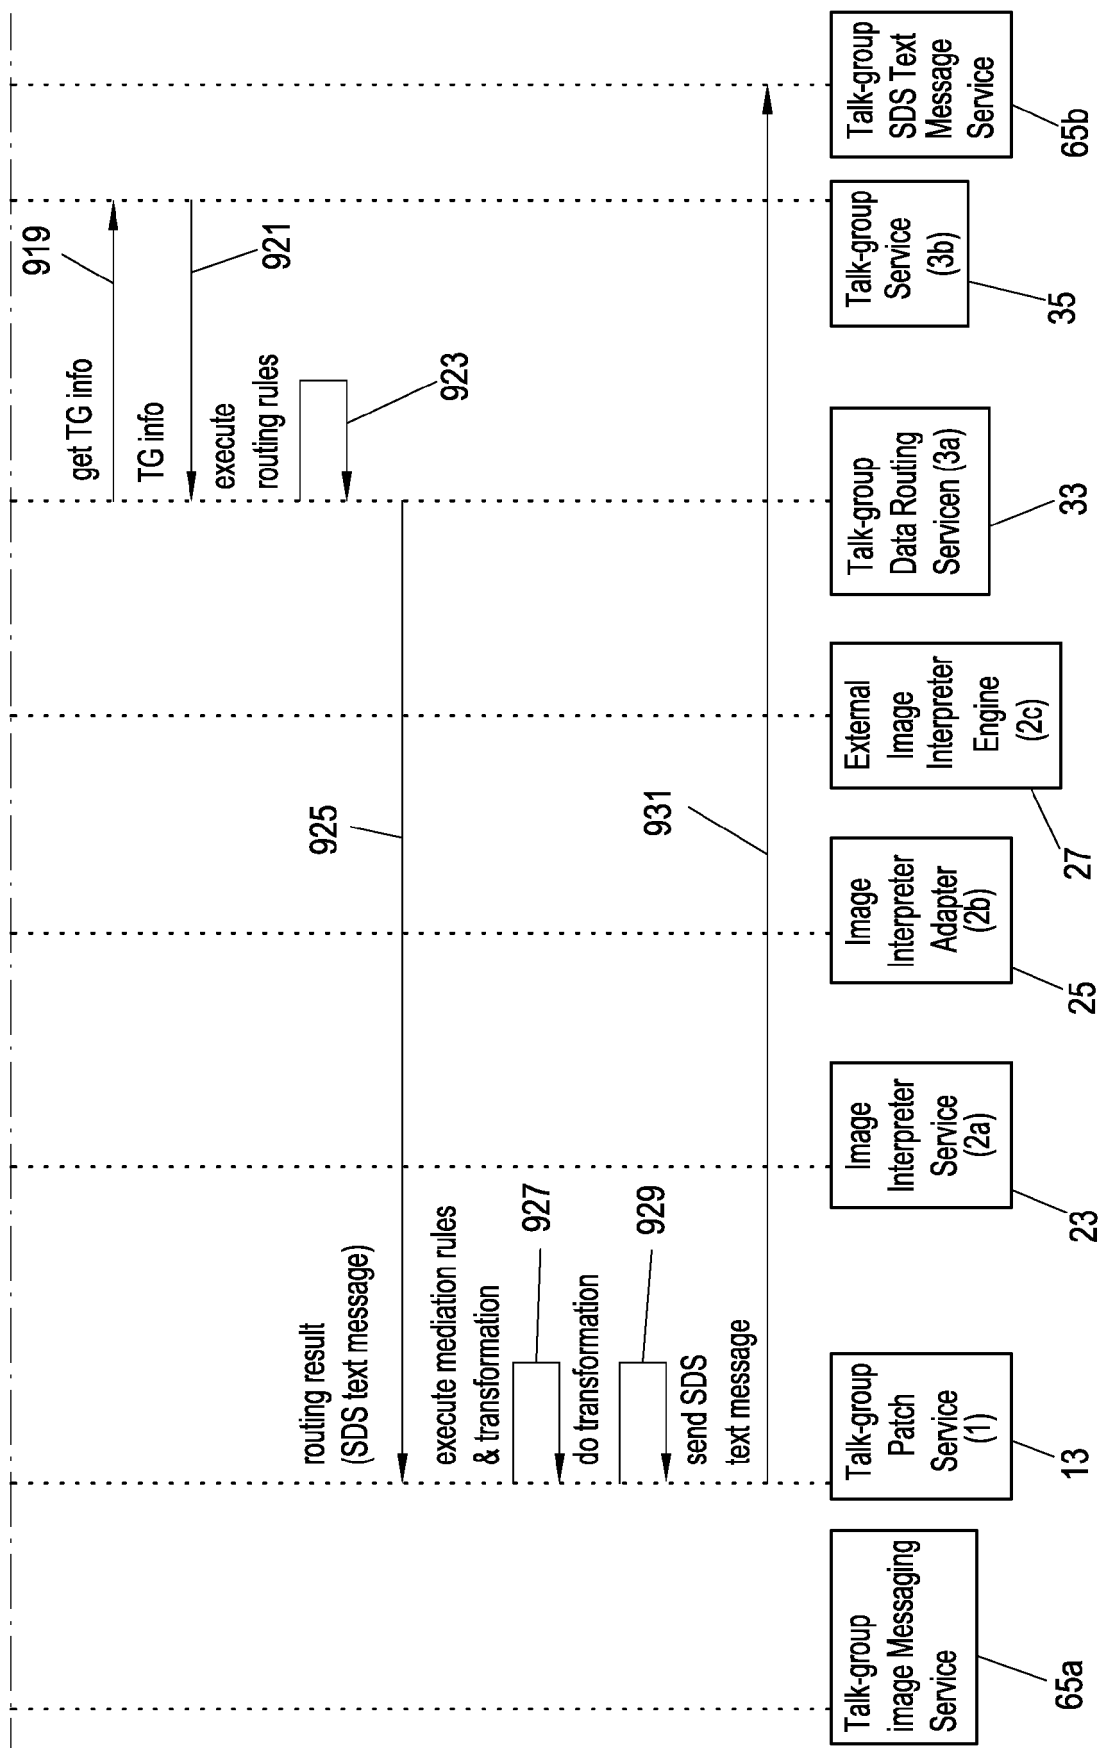 919
get TG info
921
TG info
execute
routing rules
923
925
routing result
(SDS text message)
execute mediation rules
& transformation
927
do transformation
929
send SDS
text message
931
Talk-group
image Messaging
Service
65a
Talk-group
Patch
Service
(1)
13
Image
Interpreter
Service
(2a)
23
Image
Interpreter
Adapter
(2b)
25
External
Image
Interpreter
Engine
(2c)
27
Talk-group
Data Routing
Servicen (3a)
33
Talk-group
Service
(3b)
35
Talk-group
SDS Text
Message
Service
65b